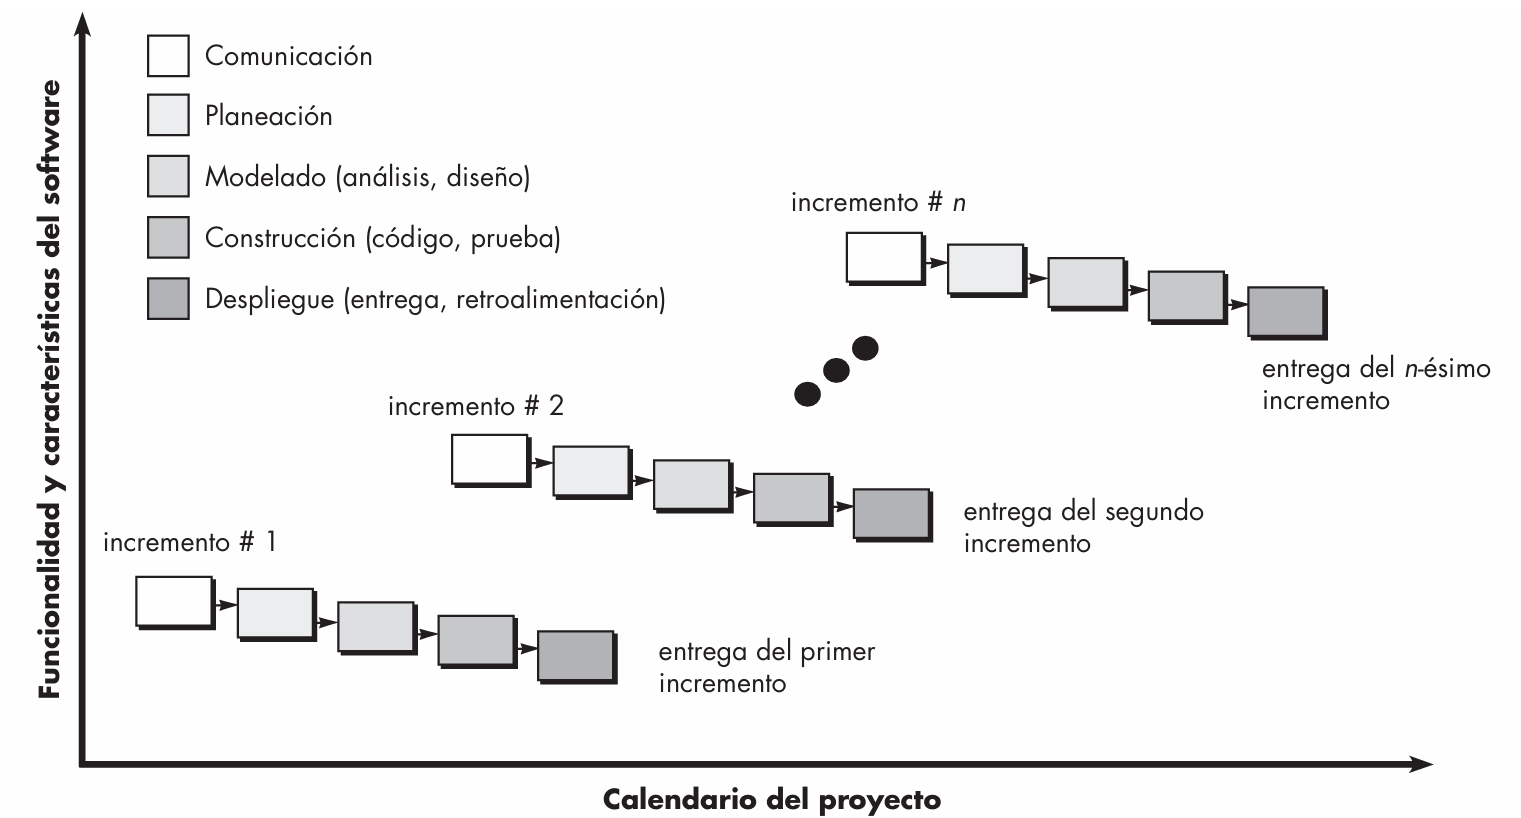 Funcionalidad y características del software
Comunicación
Planeación
Modelado (análisis, diseño)
Construcción (código, prueba)
Despliegue (entrega, retroalimentación)
incremento # n
entrega del n-ésimo
incremento
incremento # 2
entrega del segundo
incremento
incremento # 1
entrega del primer
incremento
Calendario del proyecto